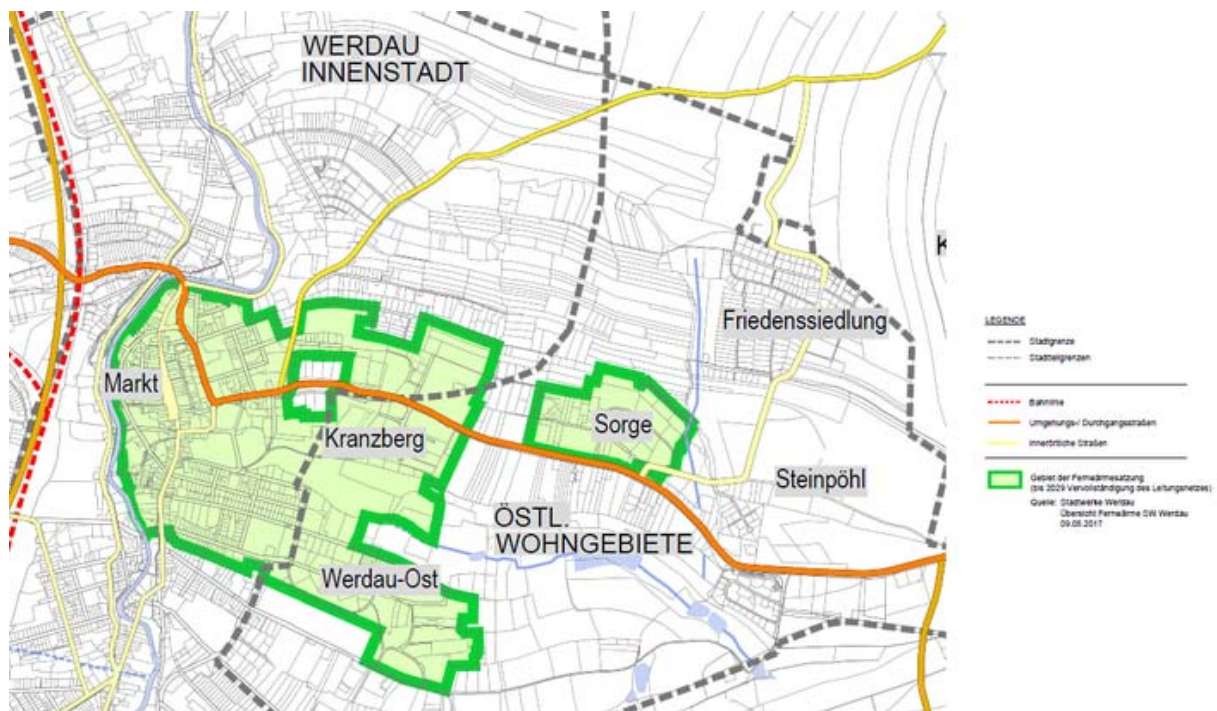 WERDAU
INNENSTADT
K
Friedenssiedlung
Markt
Sorge
Kranzberg
Steinpöhl
ÖSTL.
WOHNGEBIETE
Werdau-Ost
LEGENDE
Stadtgrenze
Stadtteilgrenzen
Bahnlinie
Umgehungs-/ Durchgangsstraßen
Innerörtliche Straßen
Gebiet der Fernwärmesatzung
(bis 2029 Vervollständigung des Leitungsnetzes)
Quelle: Stadtwerke Werdau
Übersicht Fernwärme SW Werdau
09.05.2017